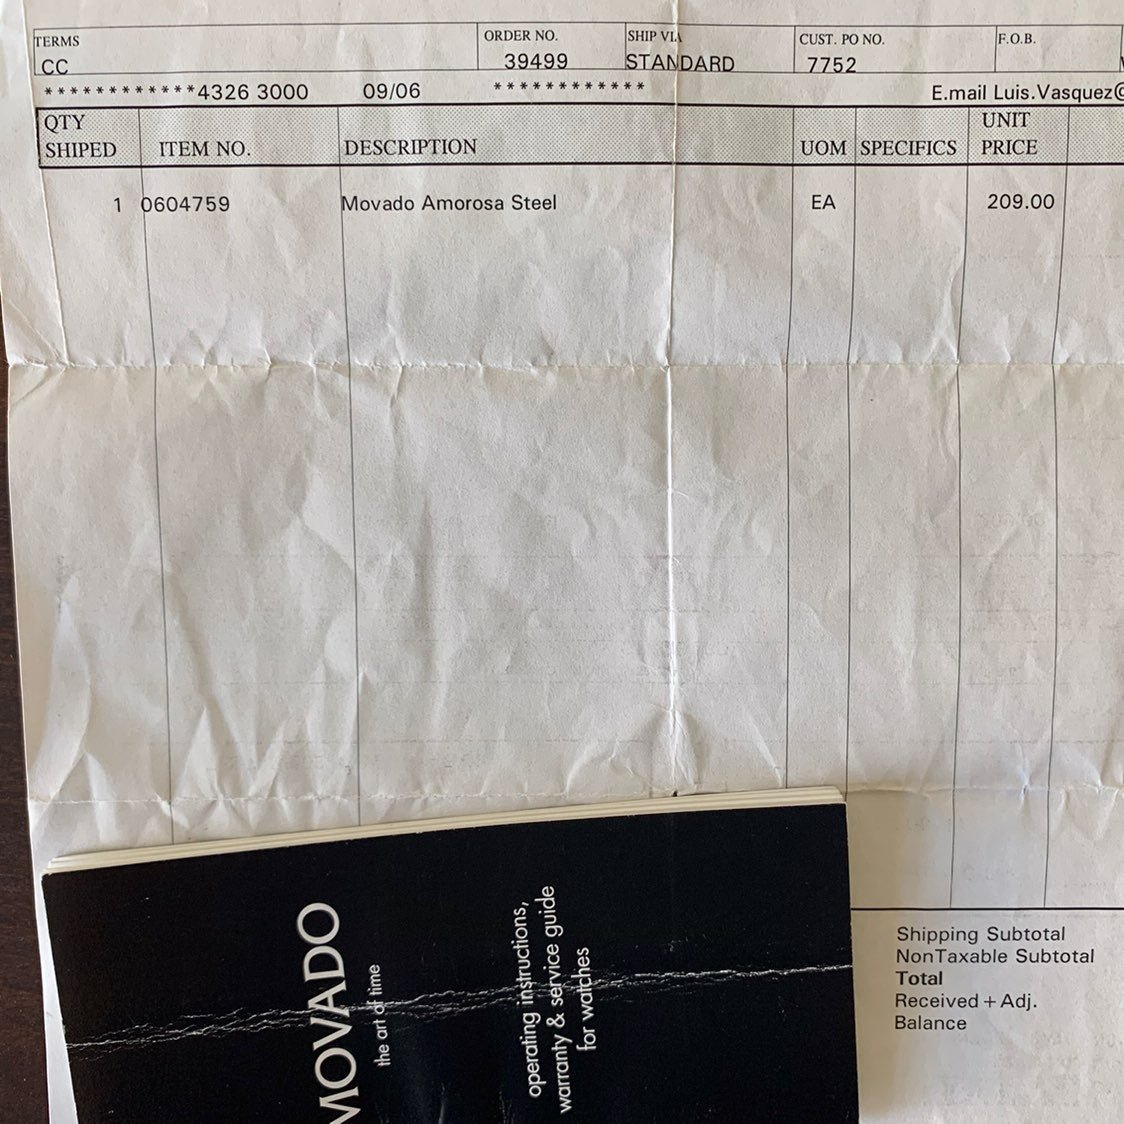 TERMS ORDER NO. SHIP VIA CUST. PO NO. F.O.B.
CC 39499 STANDARD 7752
************4326 3000 09/06 ************ E.mail Luis.Vasquez@
QTY UNIT
SHIPED ITEM NO. DESCRIPTION UOM SPECIFICS PRICE
1 0604759 Movado Amorosa Steel EA 209.00
Shipping Subtotal
NonTaxable Subtotal
Total
Received+Adj.
Balance
MOVADO
the art of time
operating instructions,
warranty & service guide
for watches